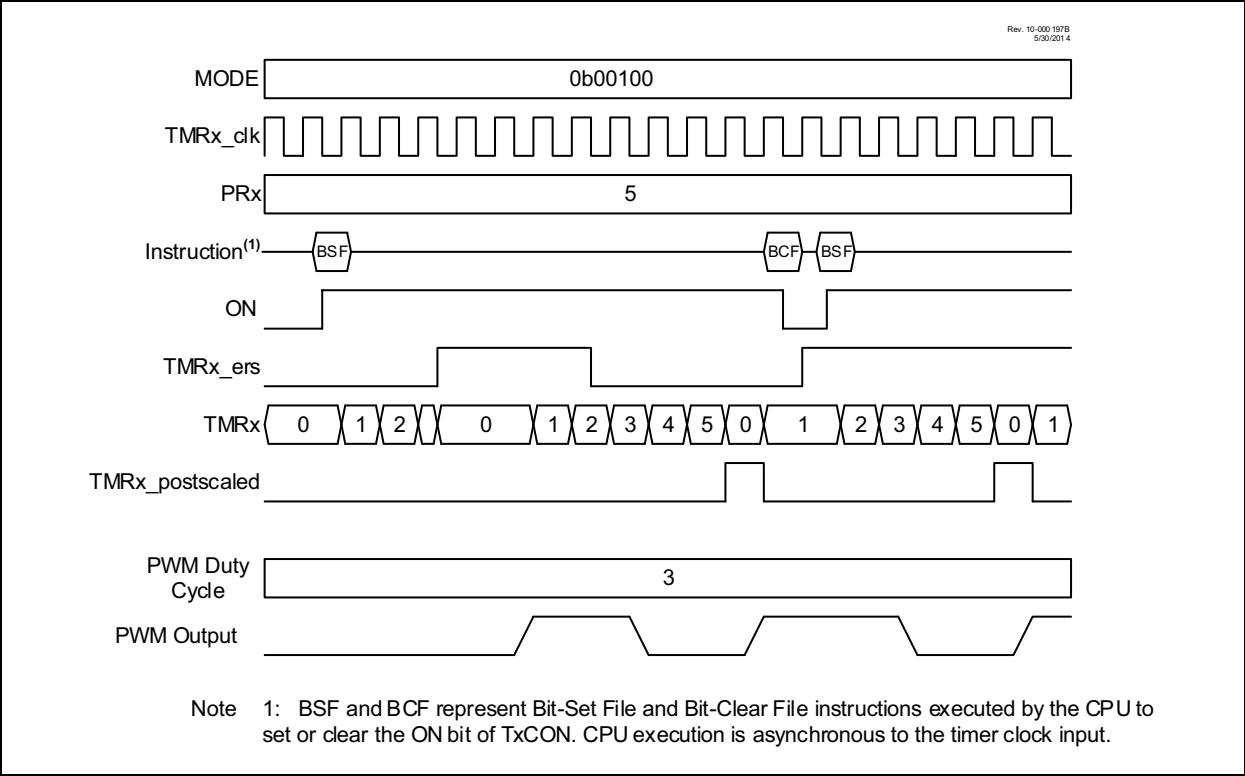 Rev. 10-000 197B
5/30/201 4
MODE 0b00100
TMRx_clk
PRx 5
Instruction(1) BSF BCF BSF
ON
TMRx_ers
TMRx 0 1 2 0 1 2 3 4 5 0 1 2 3 4 5 0 1
TMRx_postscaled
PWM Duty
Cycle
3
PWM Output
Note 1: BSF and BCF represent Bit-Set File and Bit-Clear File instructions executed by the CPU to
set or clear the ON bit of TxCON. CPU execution is asynchronous to the timer clock input.